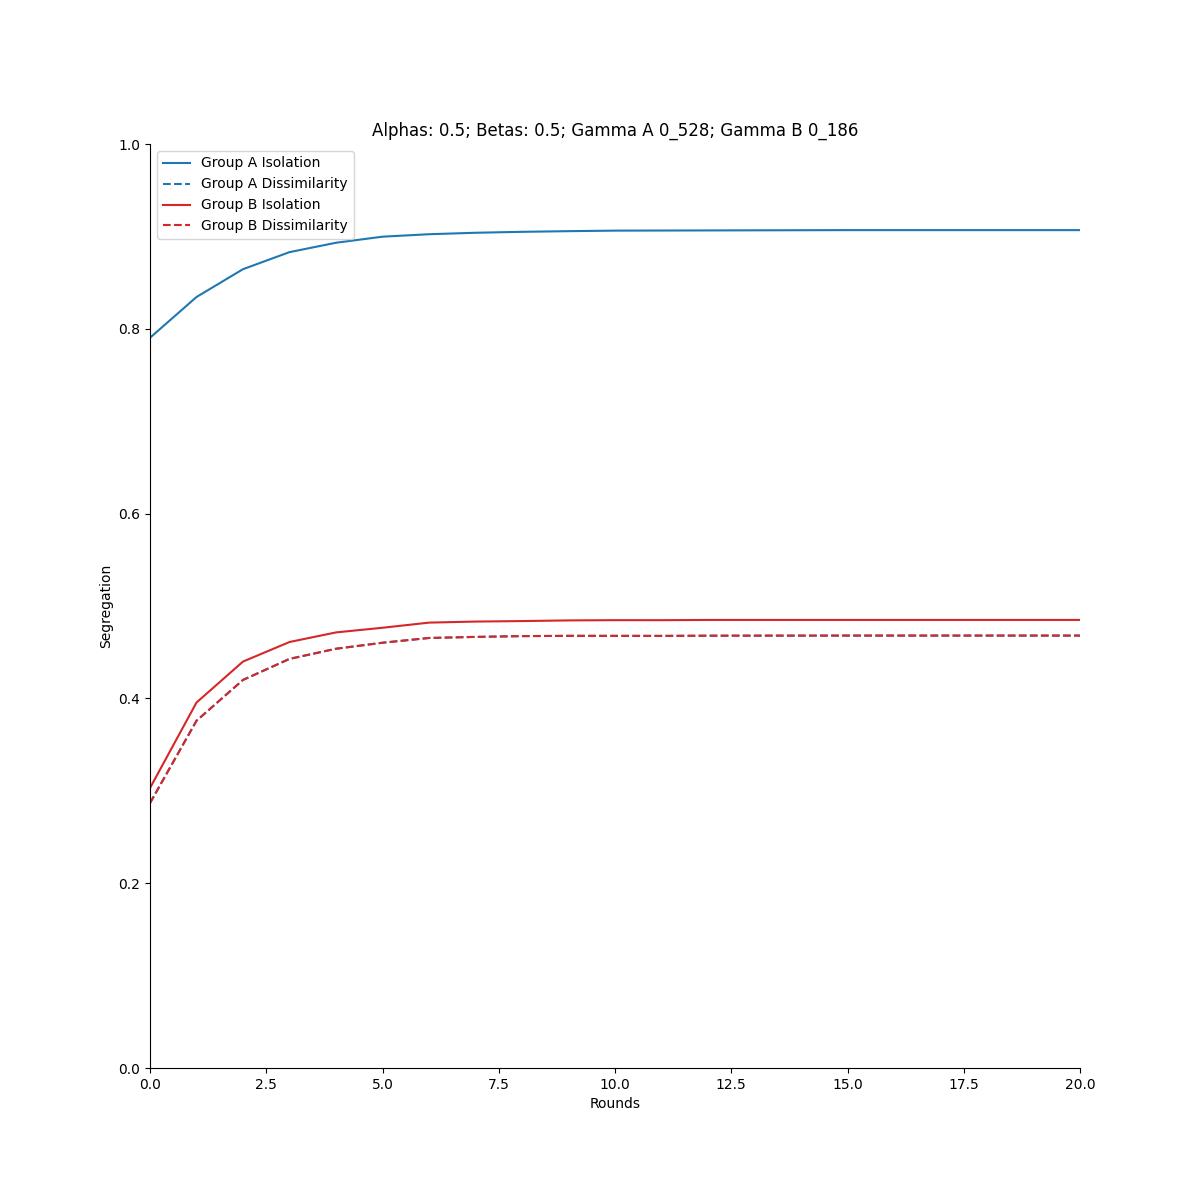 Alphas: 0.5; Betas: 0.5; Gamma A 0_528; Gamma B 0_186
1.0
Group A Isolation
Group A Dissimilarity
Group B Isolation
Group B Dissimilarity
0.8
0.6
Segregation
0.4
0.2
0.0
0.0 2.5 5.0 7.5 10.0 12.5 15.0 17.5 20.0
Rounds